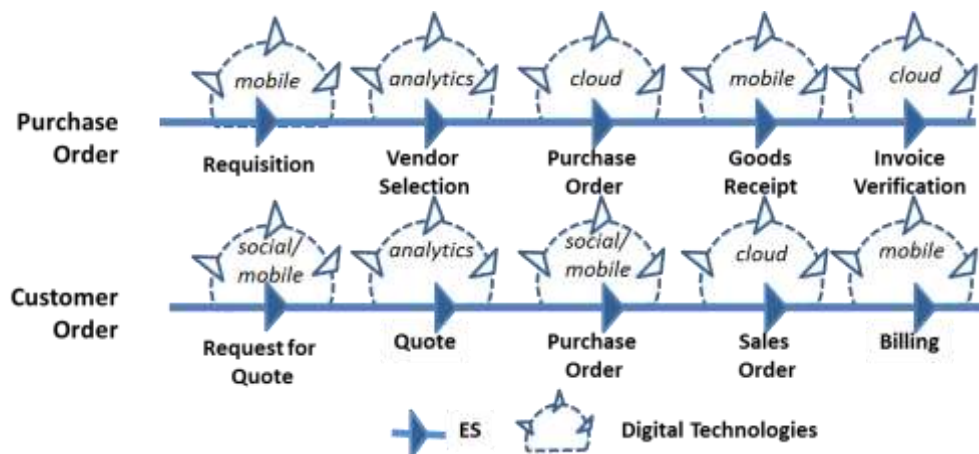 mobile
analytics
cloud
mobile
cloud
Purchase
Order
Requisition
Vendor
Selection
Purchase
Order
Goods
Receipt
Invoice
Verification
social/
mobile
analytics
social/
mobile
cloud
mobile
Customer
Order
Request for
Quote
Quote
Purchase
Order
Sales
Order
Billing
ES
Digital Technologies